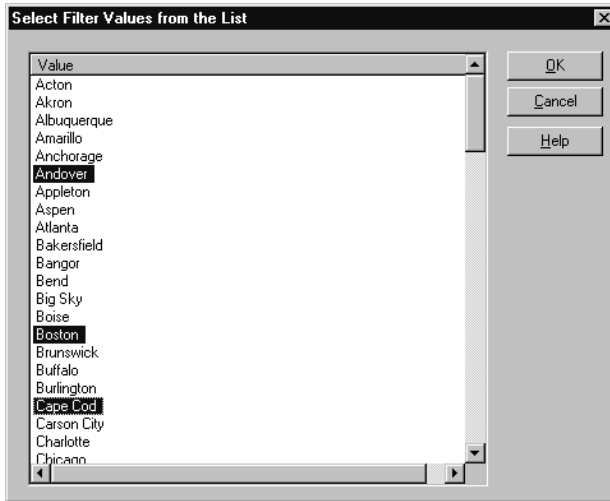 Select Filter Values from the List
Value
Acton
Akron
Albuquerque
Amarillo
Anchorage
Andover
Appleton
Aspen
Atlanta
Bakersfield
Bangor
Bend
Big Sky
Boise
Boston
Brunswick
Buffalo
Burlington
Cape Cod
Carson City
Charlotte
Chicago
OK
Cancel
Help